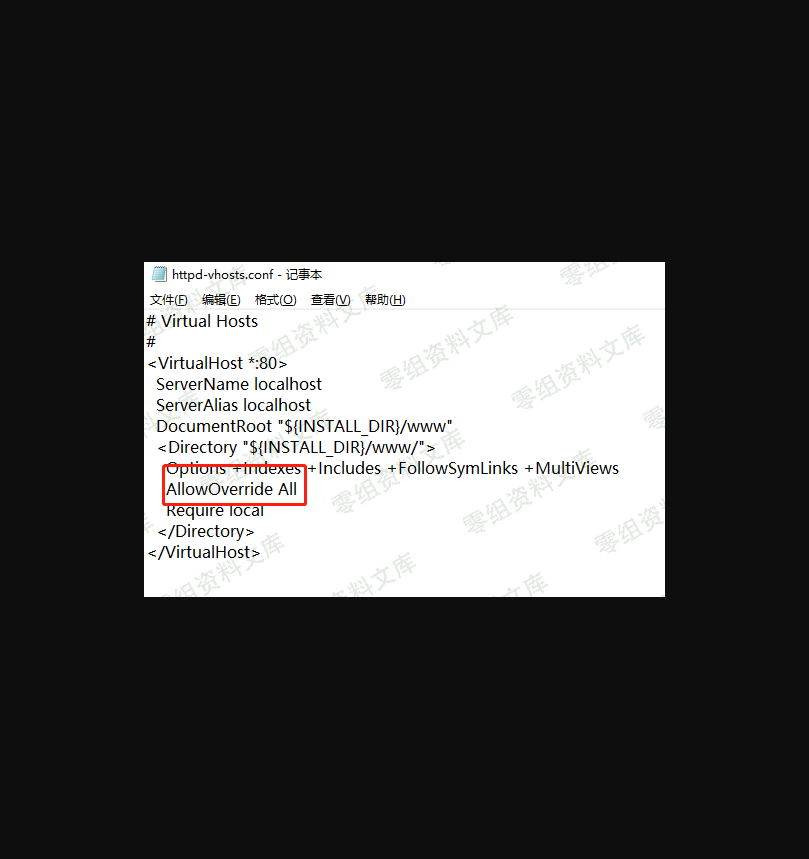 httpd-vhosts.conf - 记事本
文件(F) 编辑(E) 格式(O) 查看(V) 帮助(H)
# Virtual Hosts
#
<VirtualHost *:80>
ServerName localhost
ServerAlias localhost
DocumentRoot "${INSTALL_DIR}/www"
<Directory "${INSTALL_DIR}/www/">
Options +Indexes +Includes +FollowSymLinks +MultiViews
AllowOverride All
Require local
</Directory>
</VirtualHost>
零组资料文库